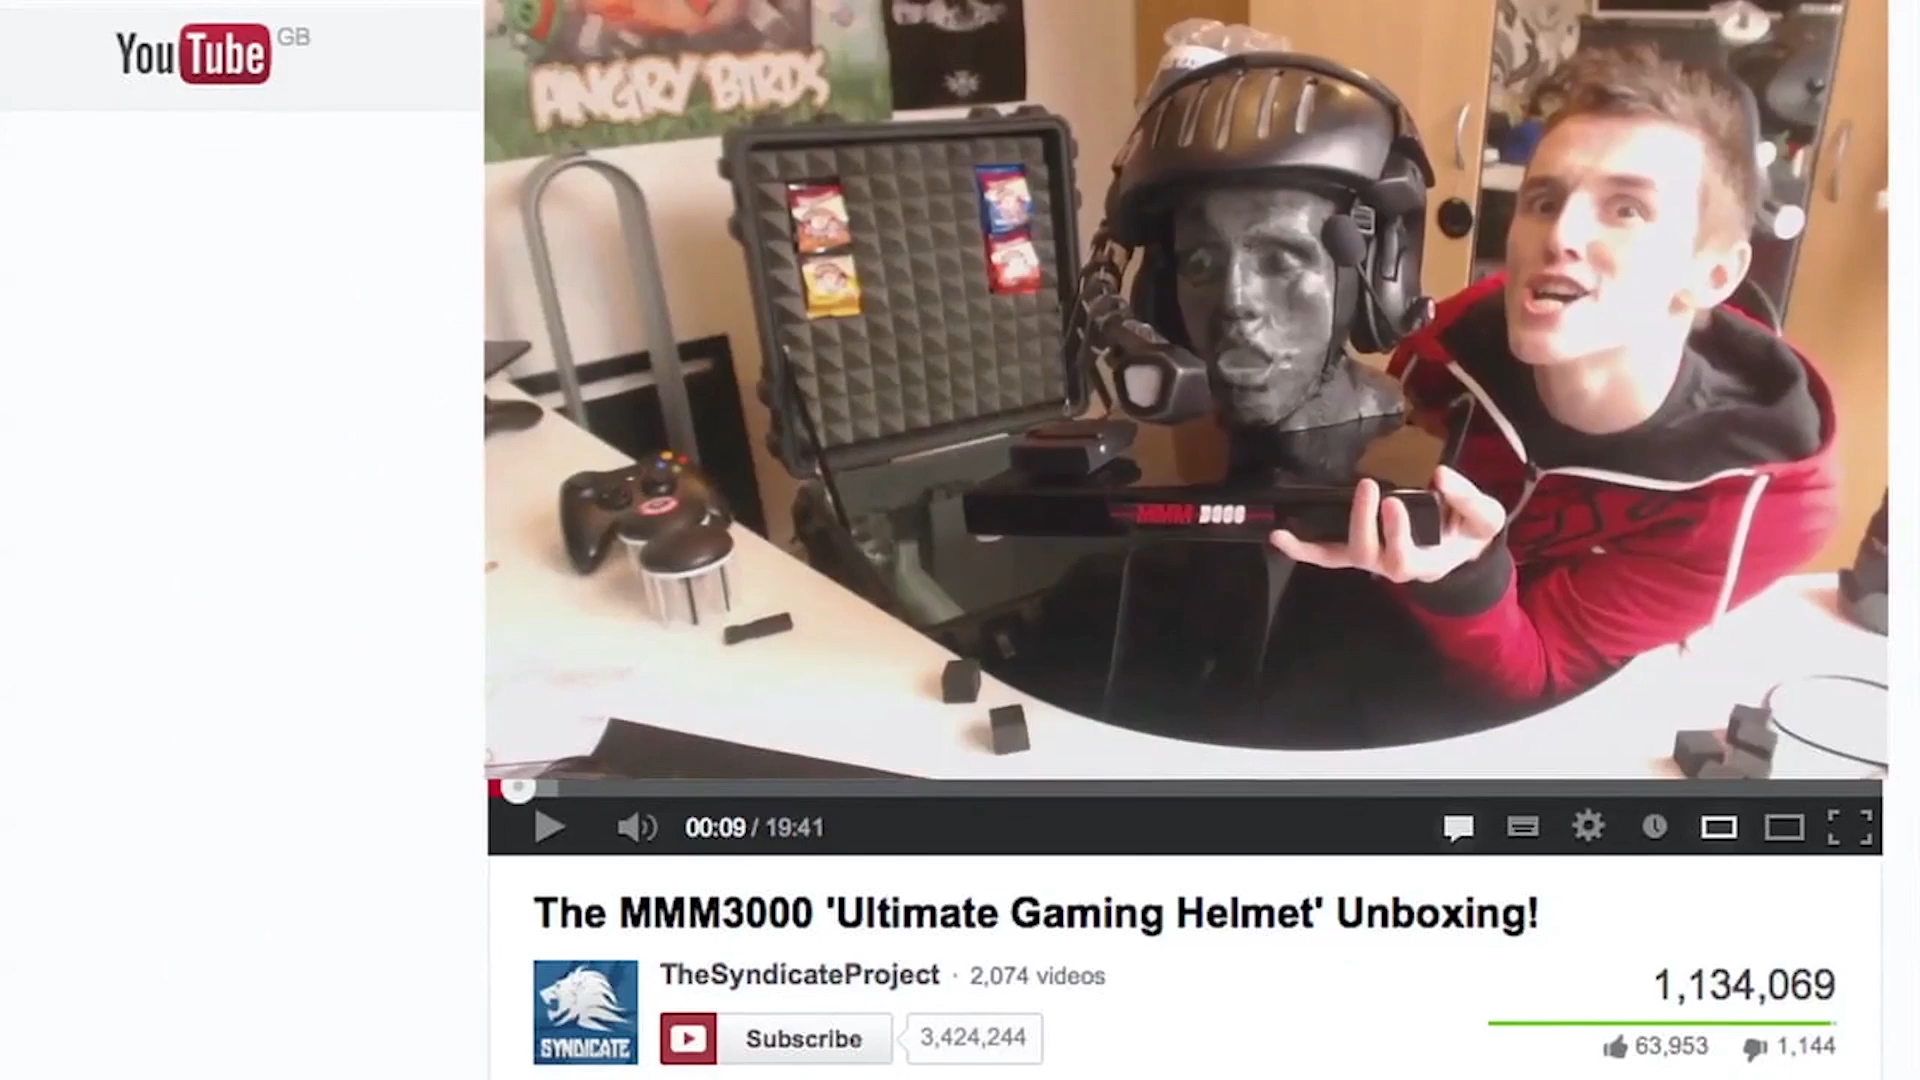 YouTube GB
ANGRY BIRDS
MMM 3000
00:09 / 19:41
The MMM3000 'Ultimate Gaming Helmet' Unboxing!
TheSyndicateProject · 2,074 videos
1,134,069
SYNDICATE
Subscribe
3,424,244
63,953
1,144